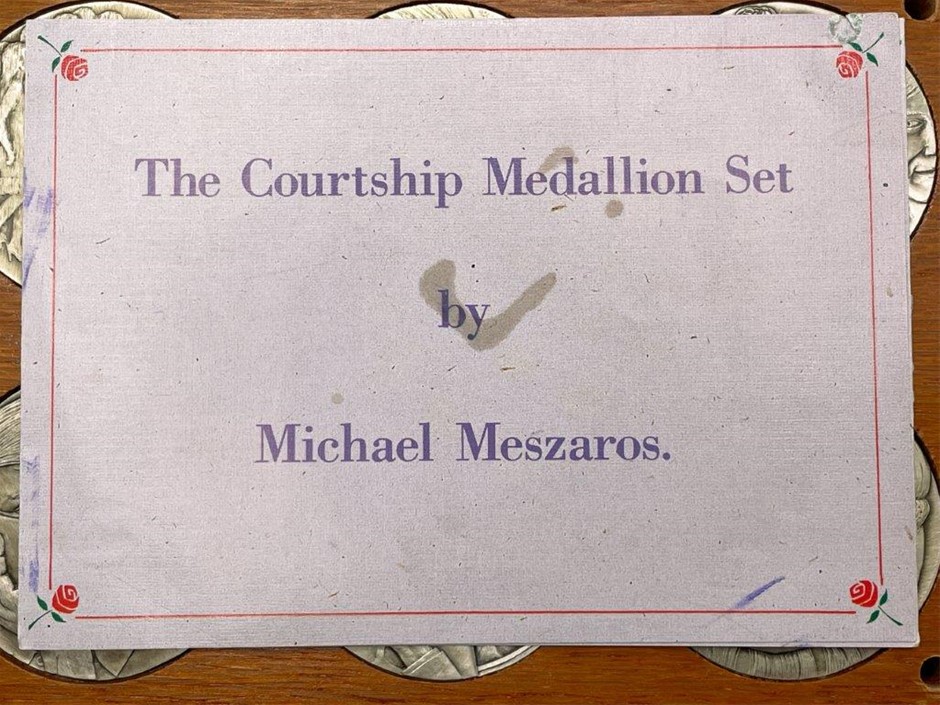 The Courtship Medallion Set
by
Michael Meszaros.